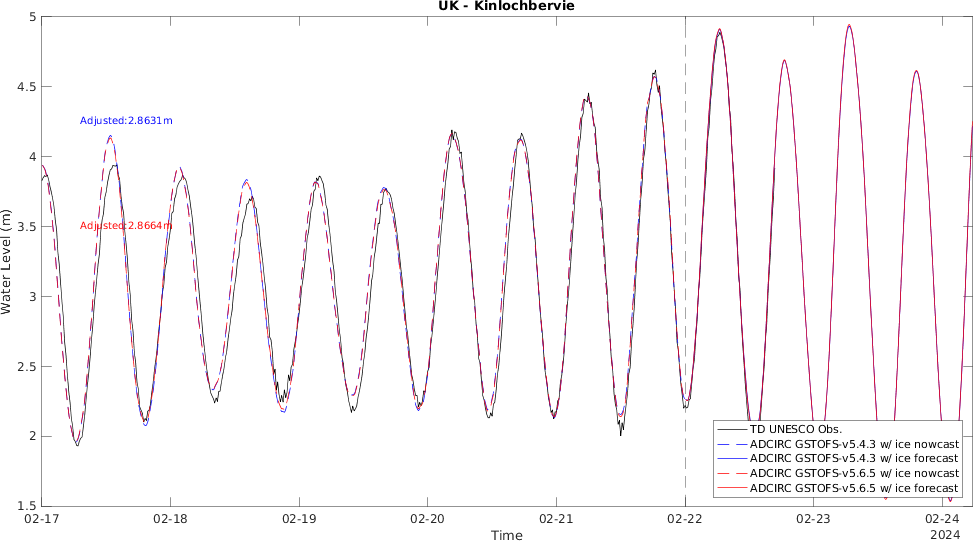 UK - Kinlochbervie
5
4.5
4
3.5
3
2.5
2
1.5
Water Level (m)
Adjusted:2.8631m
Adjusted:2.8664m
TD UNESCO Obs.
ADCIRC GSTOFS-v5.4.3 w/ ice nowcast
ADCIRC GSTOFS-v5.4.3 w/ ice forecast
ADCIRC GSTOFS-v5.6.5 w/ ice nowcast
ADCIRC GSTOFS-v5.6.5 w/ ice forecast
02-17 02-18 02-19 02-20 02-21 02-22 02-23 02-24
Time
2024